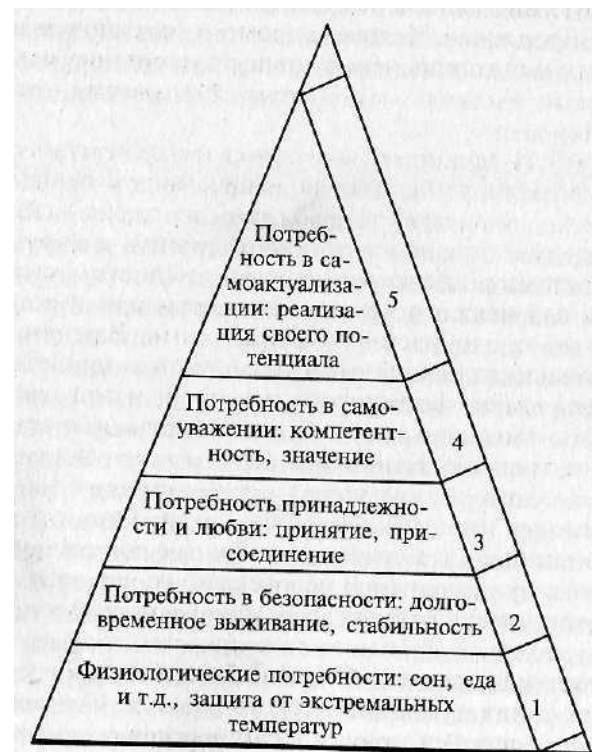 Потреб-
ность в са-
моактуализа-
ции: реализа-
ция своего по-
тенциала
5
Потребность в само-
уважении: компетент-
ность, значение
4
Потребность принадлежно-
сти и любви: принятие, при-
соединение
3
Потребность в безопасности: долго-
временное выживание, стабильность
2
Физиологические потребности: сон, еда
и т.д., защита от экстремальных
температур
1